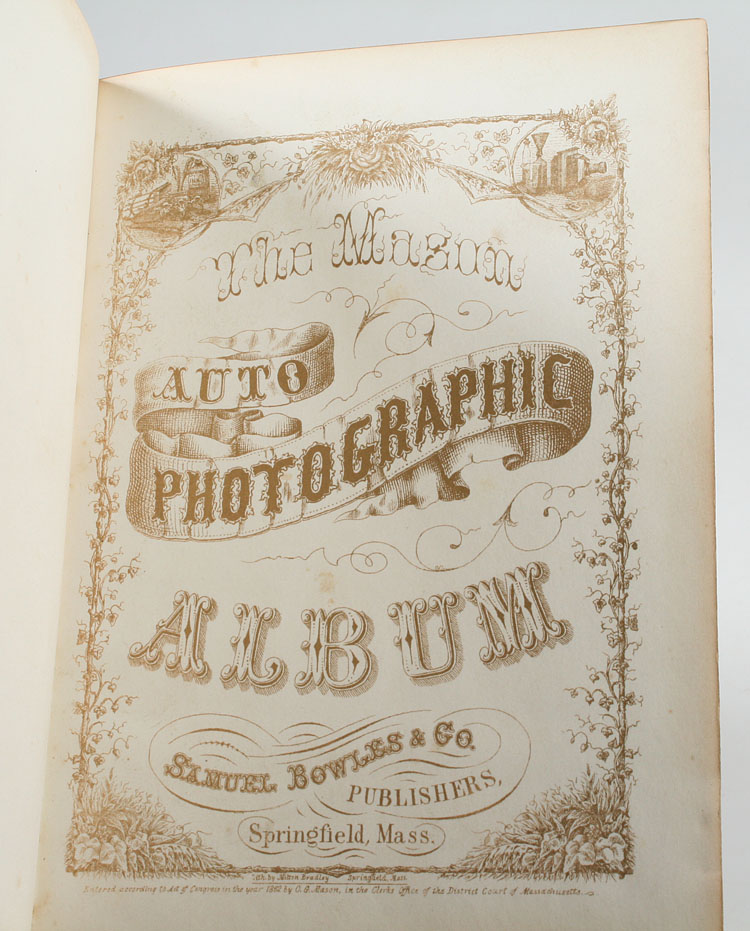 The Mason
AUTO
PHOTOGRAPHIC
ALBUM
SAMUEL BOWLES & CO.
PUBLISHERS,
Springfield, Mass.
Lith. by Milton Bradley Springfield, Mass
Entered, according to Act of Congress in the year 1862 by O. G. Mason, in the Clerks Office of the District Court of Massachusetts.